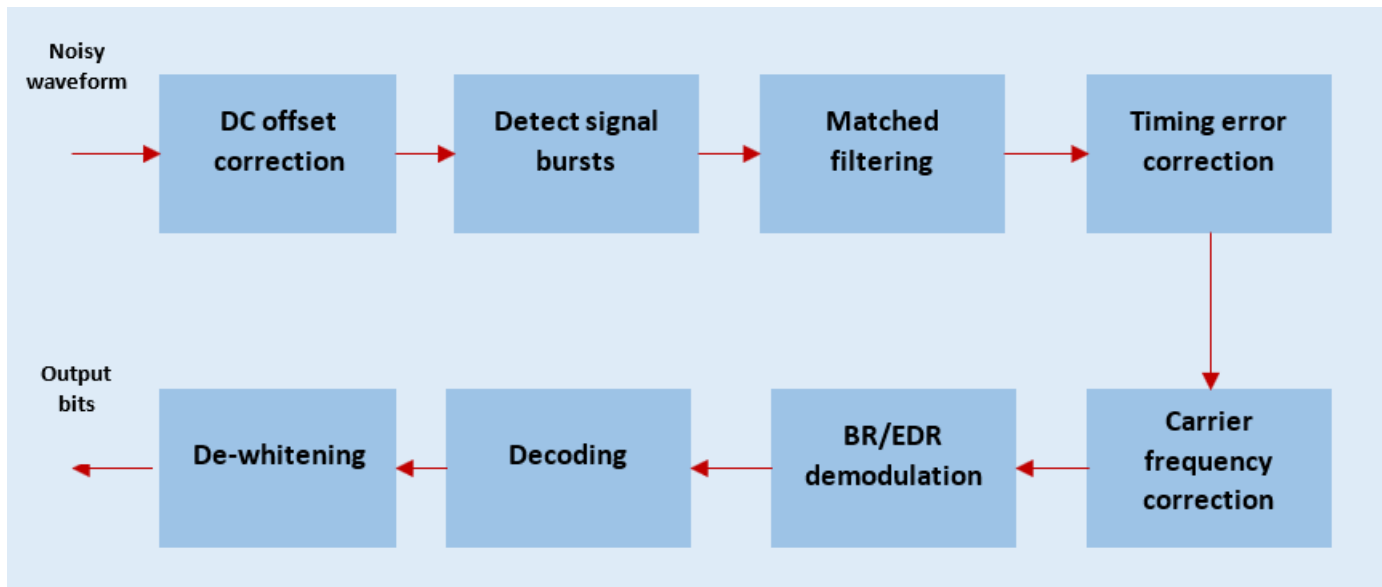 Noisy
waveform
DC offset
correction
Detect signal
bursts
Matched
filtering
Timing error
correction
Carrier
frequency
correction
BR/EDR
demodulation
Decoding
De-whitening
Output
bits